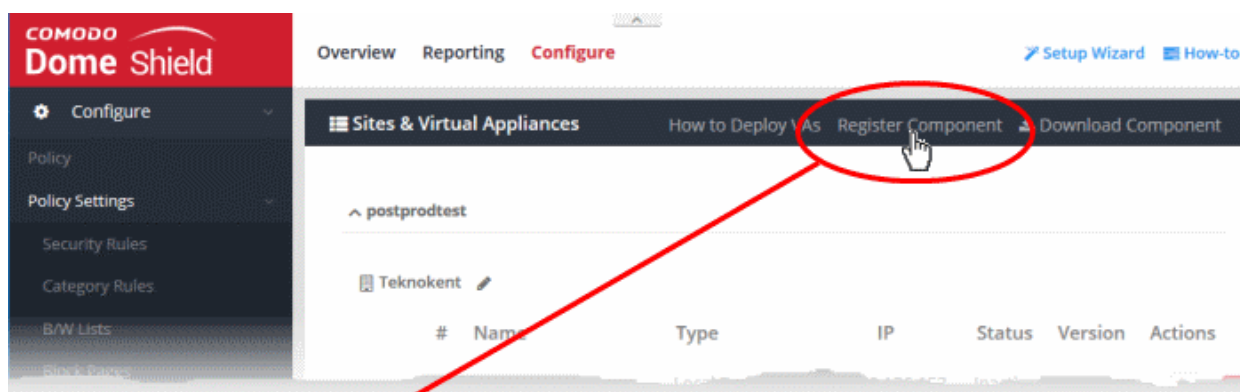 COMODO
Dome Shield
Overview Reporting Configure
Setup Wizard How-to
Configure
Sites & Virtual Appliances
How to Deploy VAs Register Component Download Component
Policy
Policy Settings
postprodtest
Security Rules
Category Rules
Teknokent
B/W Lists
# Name Type IP Status Version Actions